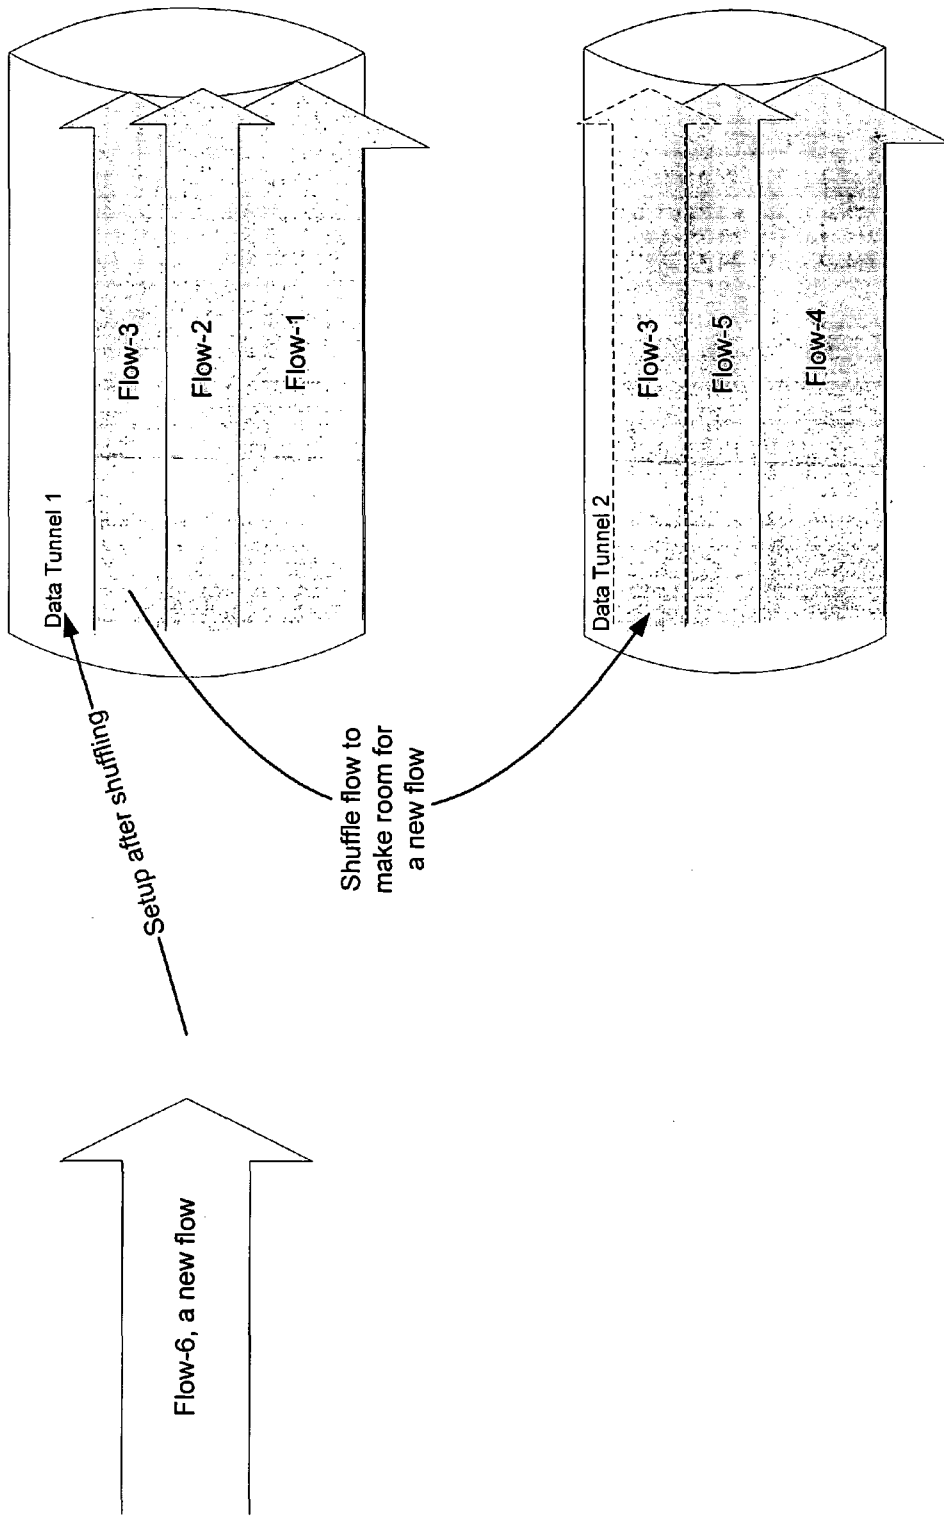 Flow-6, a new flow
Setup after shuffling
Shuffle flow to
make room for
a new flow
Data Tunnel 1
Flow-3
Flow-2
Flow-1
Data Tunnel 2
Flow-3
Flow-5
Flow-4